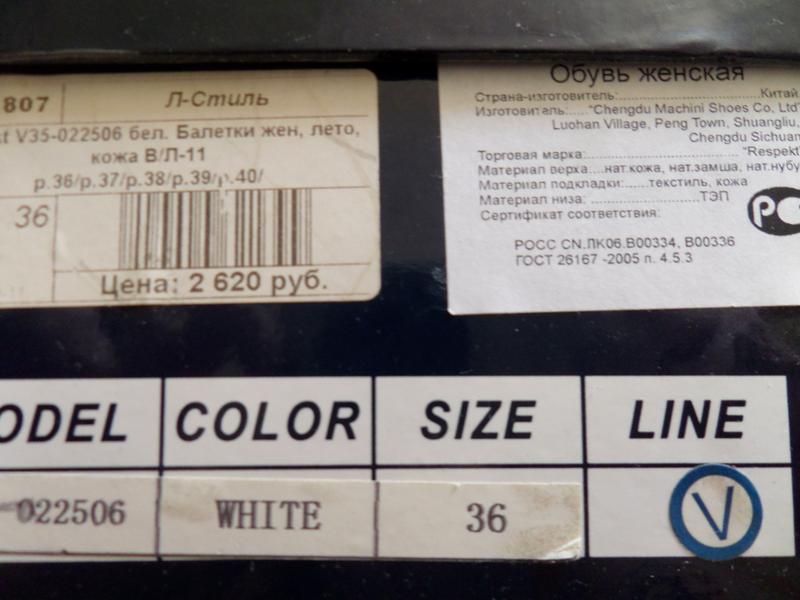 807 Л-Стиль
V35-022506 бел. Балетки жен, лето,
кожа В/Л-11
р.36/р.37/р.38/р.39/р.40/
36
Цена: 2 620 руб.
Обувь женская
Страна-изготовитель:......Китай
Изготовитель:......"Chengdu Machini Shoes Co, Ltd"
Luohan Village, Peng Town, Shuangliu,
Chengdu Sichuan
Торговая марка:......"Respekt"
Материал верха:......нат.кожа, нат.замша, нат.нубу
Материал подкладки:......текстиль, кожа
Материал низа:......ТЭП
Сертификат соответствия:
РОСС CN.ЛК06.В00334, В00336
ГОСТ 26167 -2005 п. 4.5.3
ODEL COLOR SIZE LINE
022506 WHITE 36 V